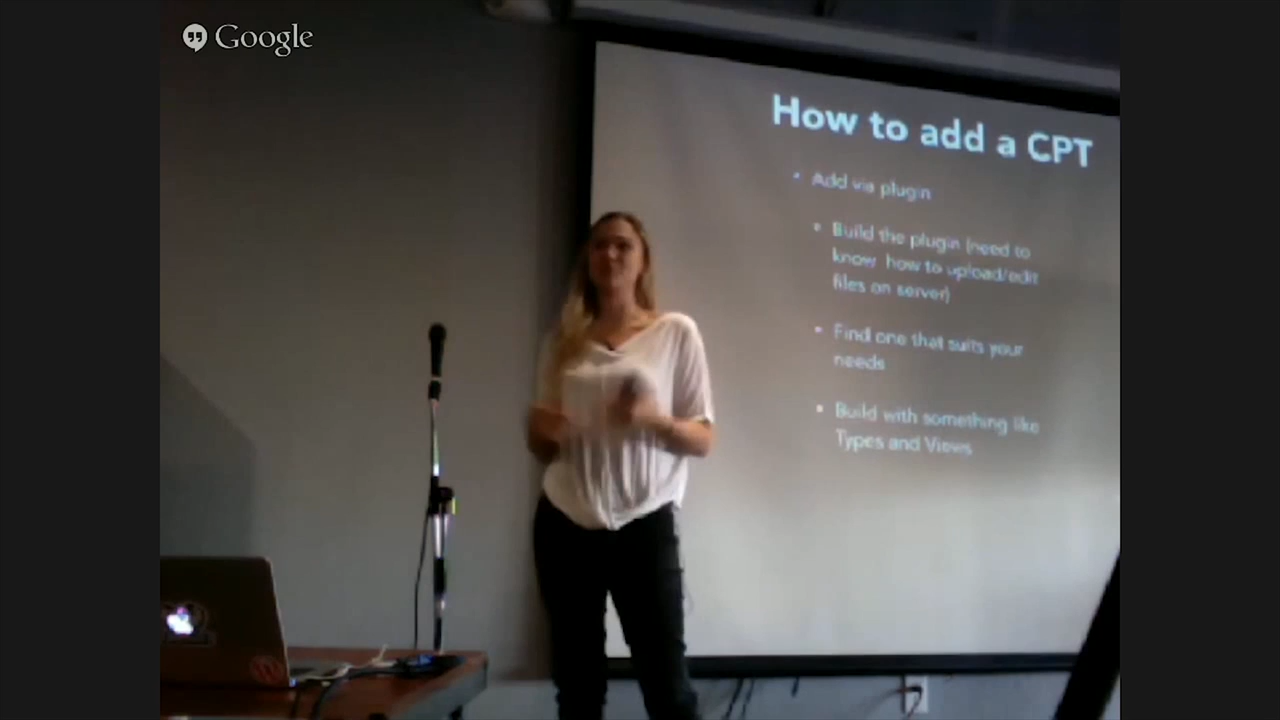 Google
How to add a CPT
• Add via plugin
• Build the plugin (need to
know how to upload/edit
files on server)
• Find one that suits your
needs
• Build with something like
Types and Views